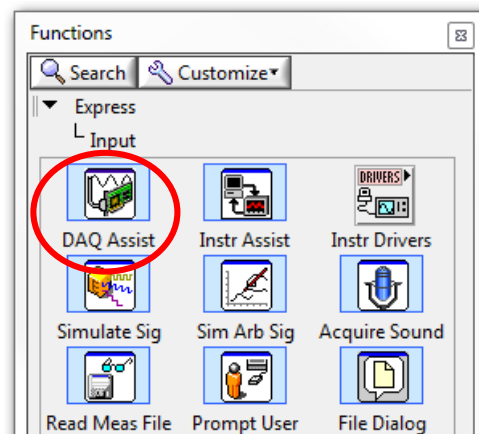 Functions
Search Customize
Express
Input
DRIVERS
DAQ Assist Instr Assist Instr Drivers
Simulate Sig Sim Arb Sig Acquire Sound
Read Meas File Prompt User File Dialog